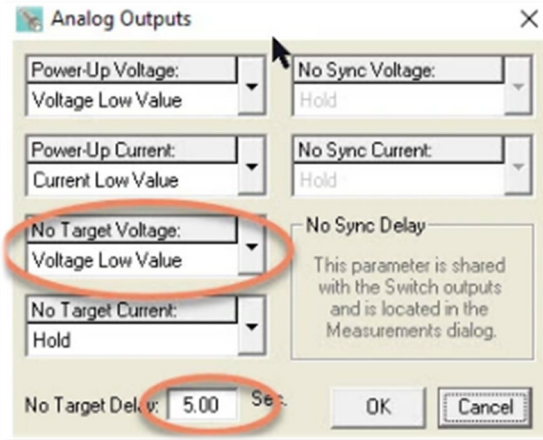 Analog Outputs
Power-Up Voltage:
Voltage Low Value
No Sync Voltage:
Hold
Power-Up Current:
Current Low Value
No Sync Current:
Hold
No Target Voltage:
Voltage Low Value
No Sync Delay
This parameter is shared
with the Switch outputs
and is located in the
Measurements dialog.
No Target Current:
Hold
No Target Delay: 5.00 Sec.
OK
Cancel